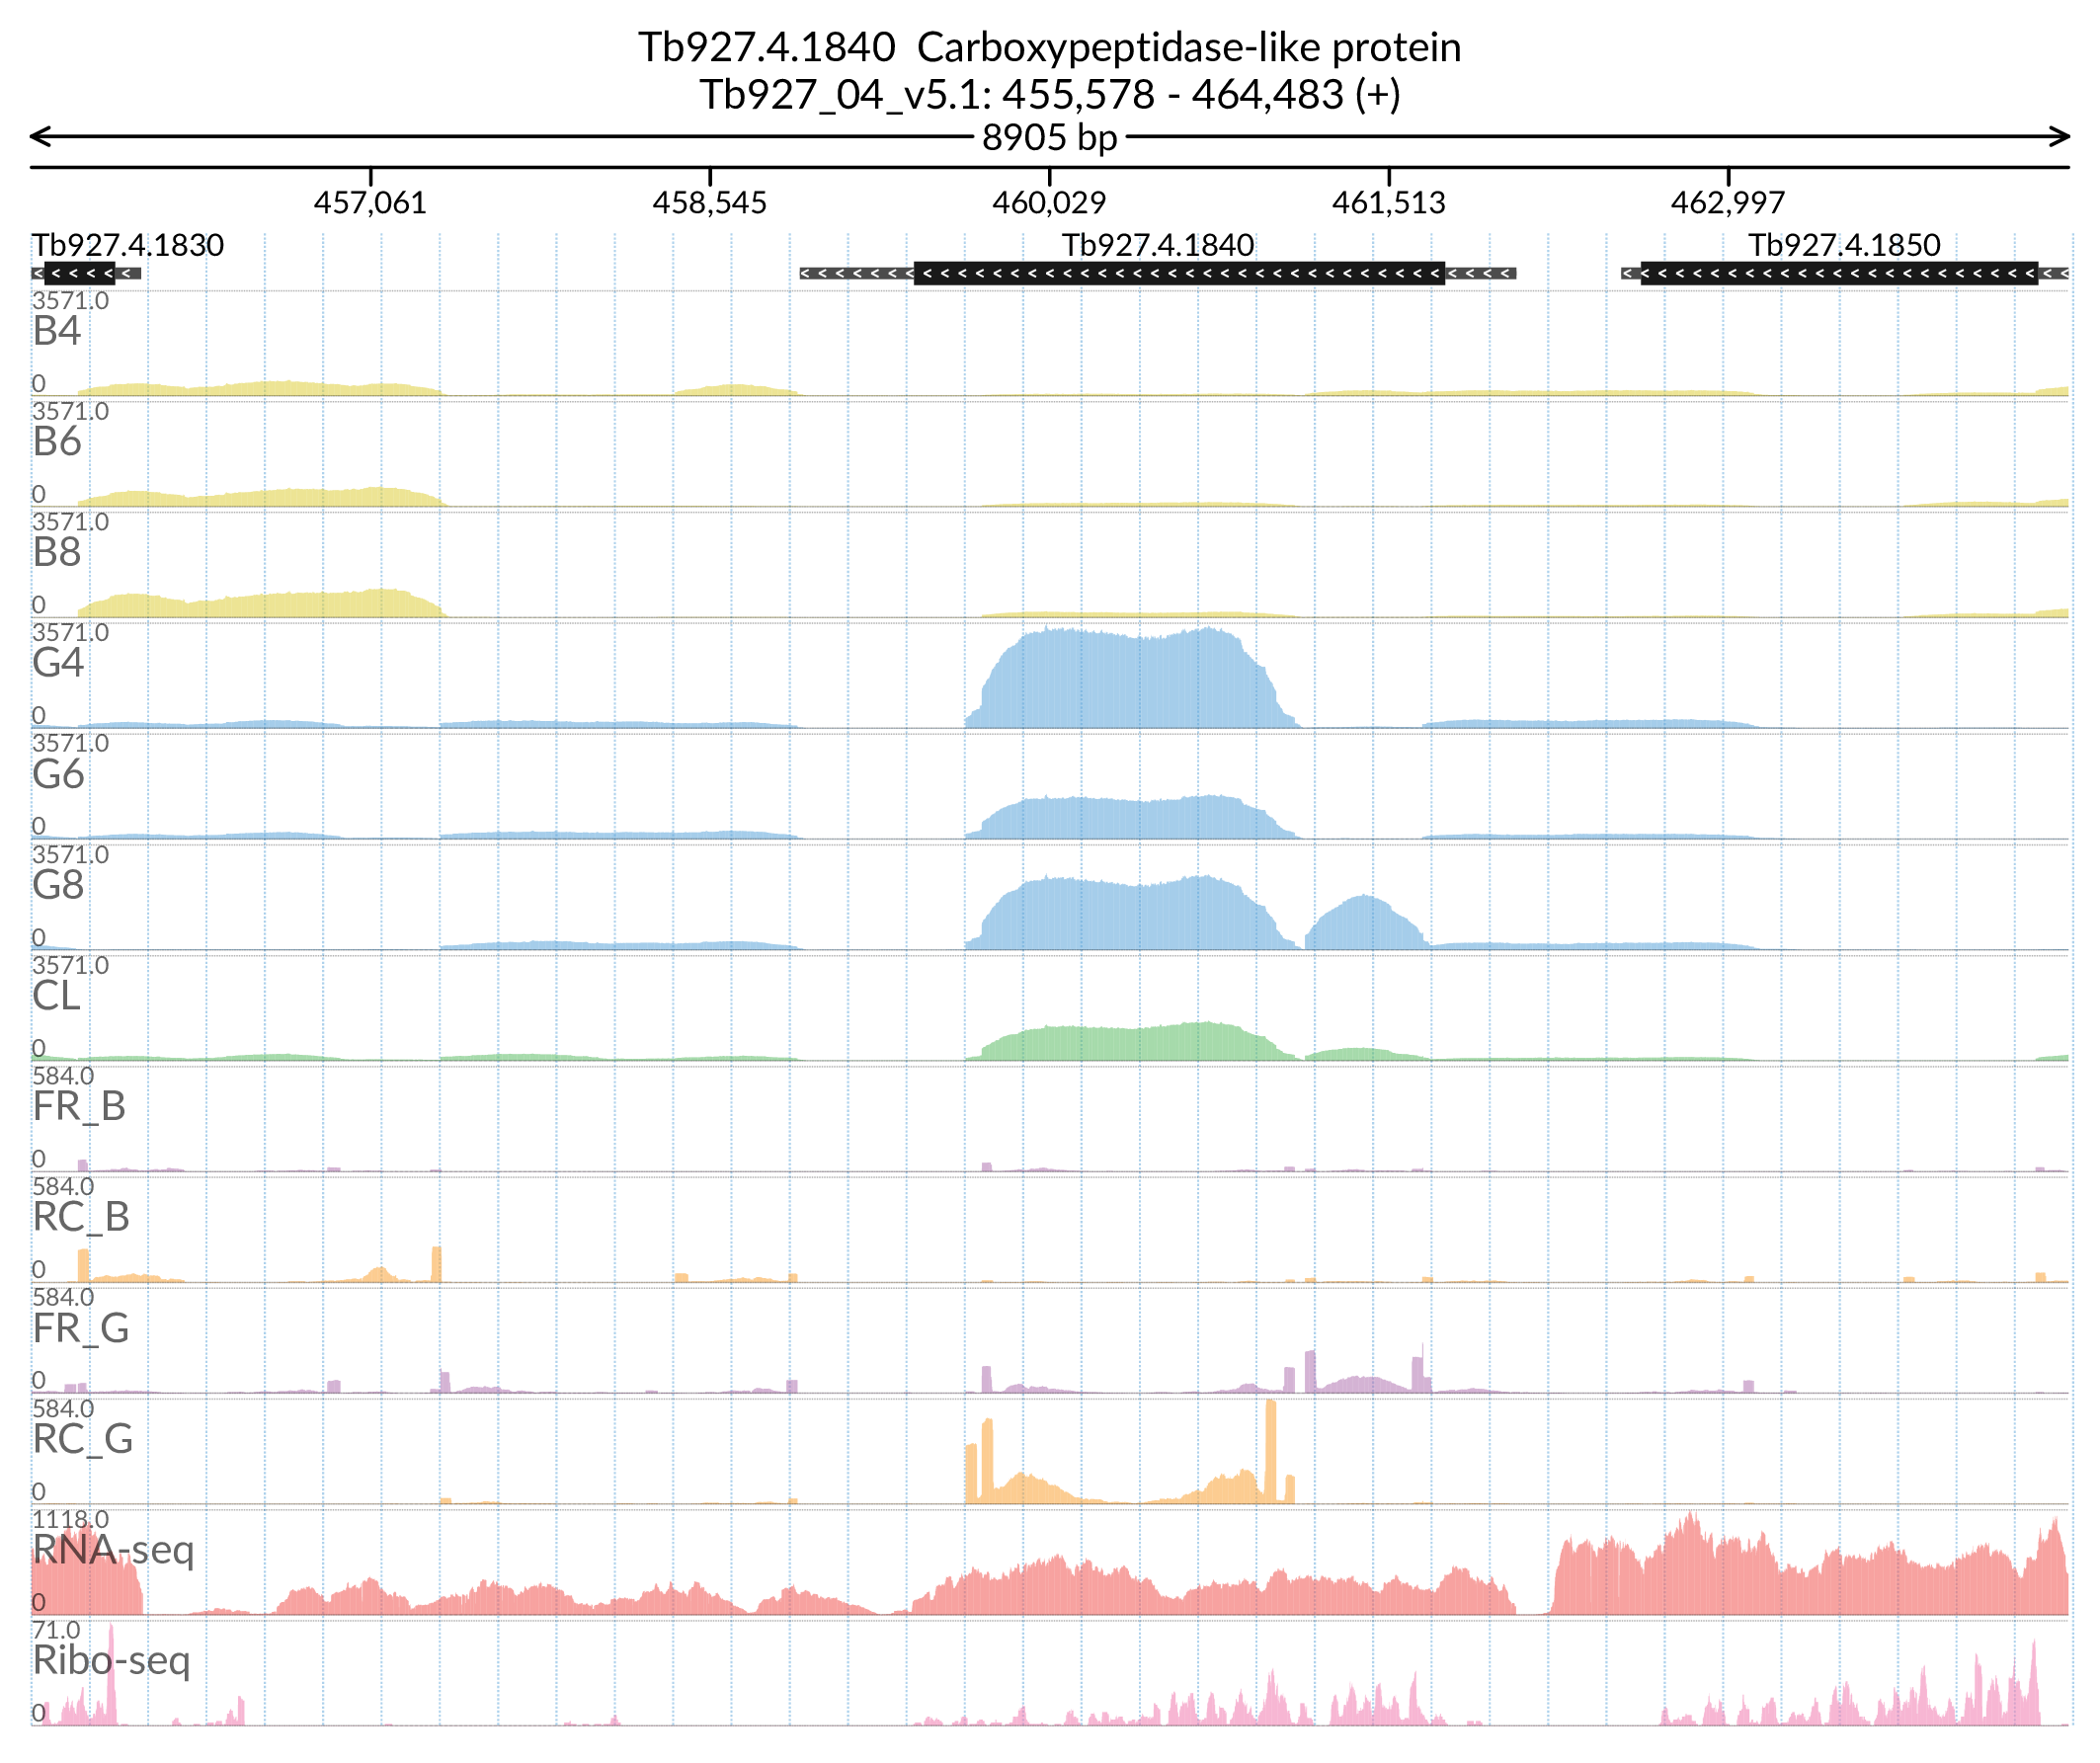 Tb927.4.1840 Carboxypeptidase-like protein
Tb927_04_v5.1: 455,578 - 464,483 (+)
8905 bp
457,061 458,545 460,029 461,513 462,997
Tb927.4.1830 Tb927.4.1840 Tb927.4.1850
3571.0
B4
0
3571.0
B6
0
3571.0
B8
0
3571.0
G4
0
3571.0
G6
0
3571.0
G8
0
3571.0
CL
0
584.0
FR_B
0
584.0
RC_B
0
584.0
FR_G
0
584.0
RC_G
0
1118.0
RNA-seq
0
71.0
Ribo-seq
0